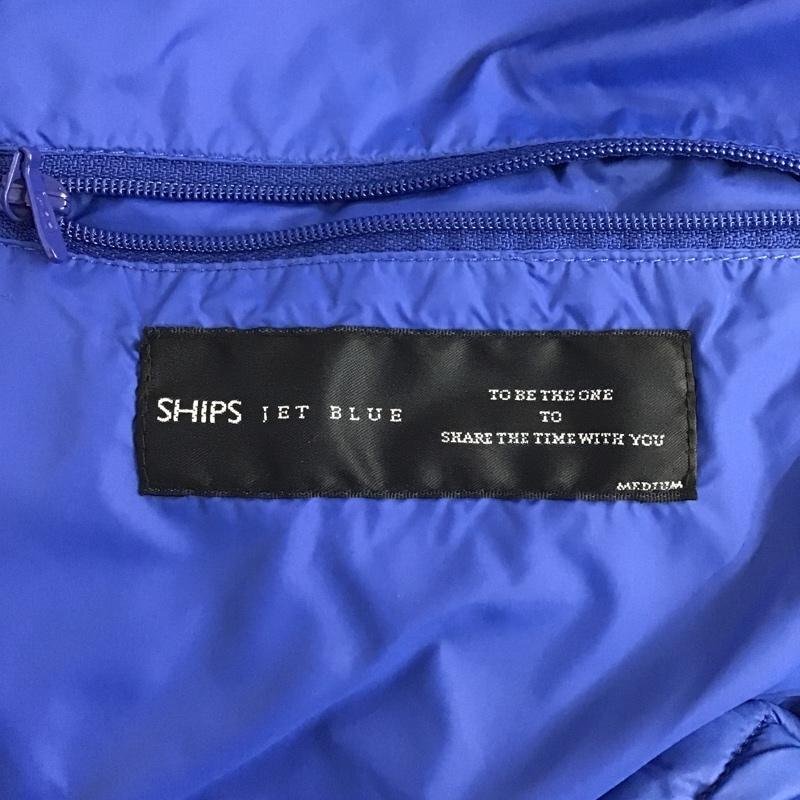 SHIPS JET BLUE
TO BE THE ONE
TO
SHARE THE TIME WITH YOU
MEDIUM